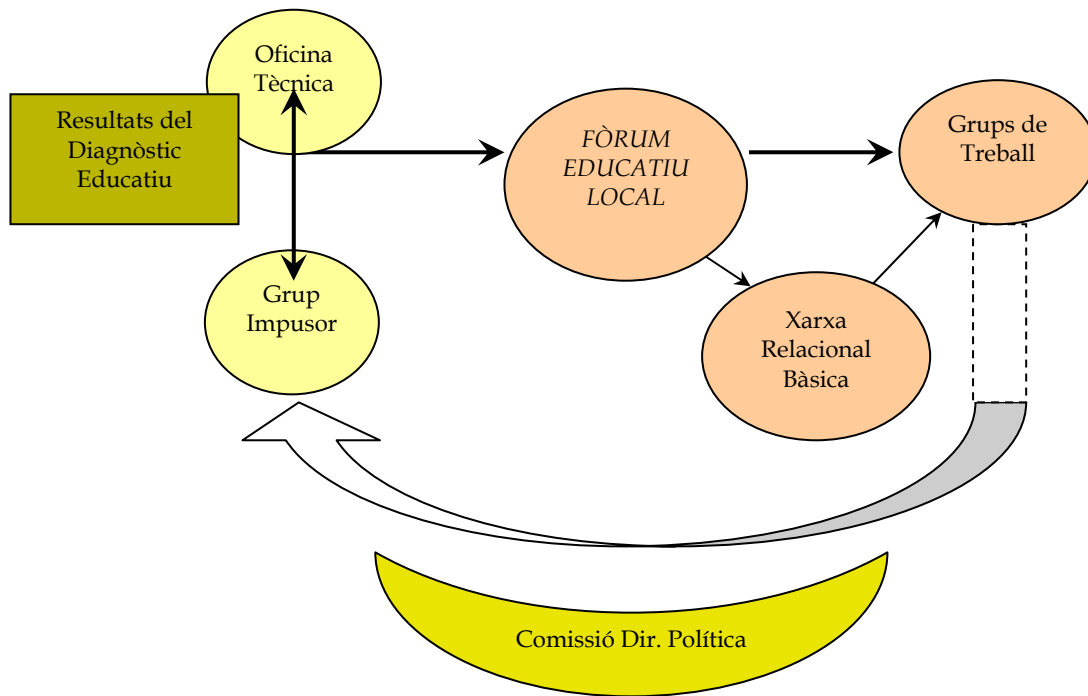 Oficina
Tècnica
Resultats del
Diagnòstic
Educatiu
FÒRUM
EDUCATIU
LOCAL
Grups de
Treball
Grup
Impusor
Xarxa
Relacional
Bàsica
Comissió Dir. Política